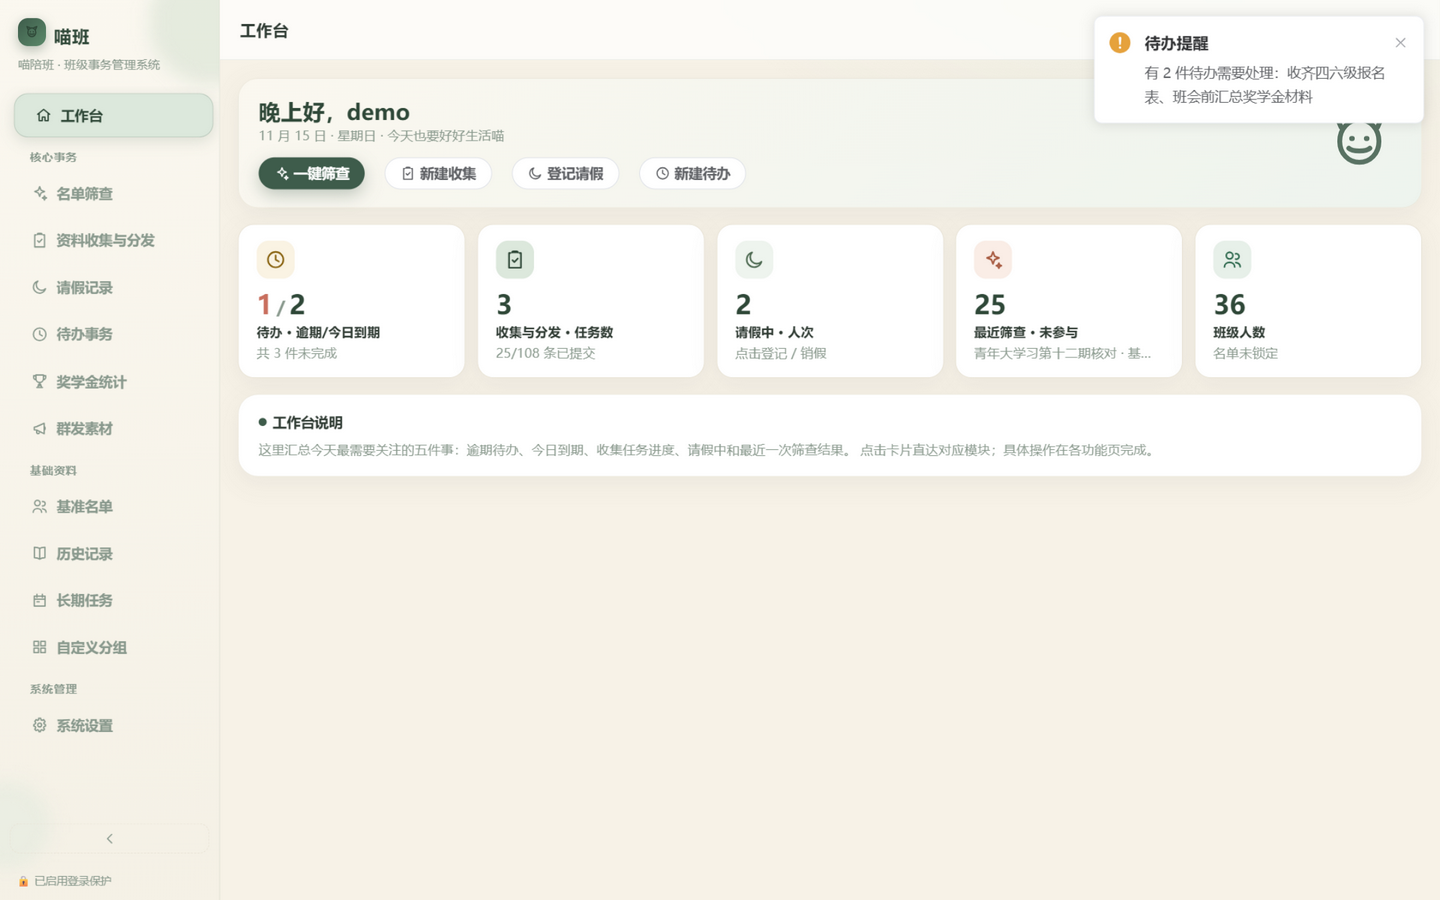 喵班
喵陪班 · 班级事务管理系统
工作台
核心事务
名单筛查
资料收集与分发
请假记录
待办事务
奖学金统计
群发素材
基础资料
基准名单
历史记录
长期任务
自定义分组
系统管理
系统设置
已启用登录保护
工作台
待办提醒
有 2 件待办需要处理：收齐四六级报名
表、班会前汇总奖学金材料
晚上好，demo
11 月 15 日 · 星期日 · 今天也要好好生活喵
一键筛查
新建收集
登记请假
新建待办
1 / 2
待办 · 逾期/今日到期
共 3 件未完成
3
收集与分发 · 任务数
25/108 条已提交
2
请假中 · 人次
点击登记 / 销假
25
最近筛查 · 未参与
青年大学习第十二期核对 · 基...
36
班级人数
名单未锁定
工作台说明
这里汇总今天最需要关注的五件事：逾期待办、今日到期、收集任务进度、请假中和最近一次筛查结果。 点击卡片直达对应模块；具体操作在各功能页完成。